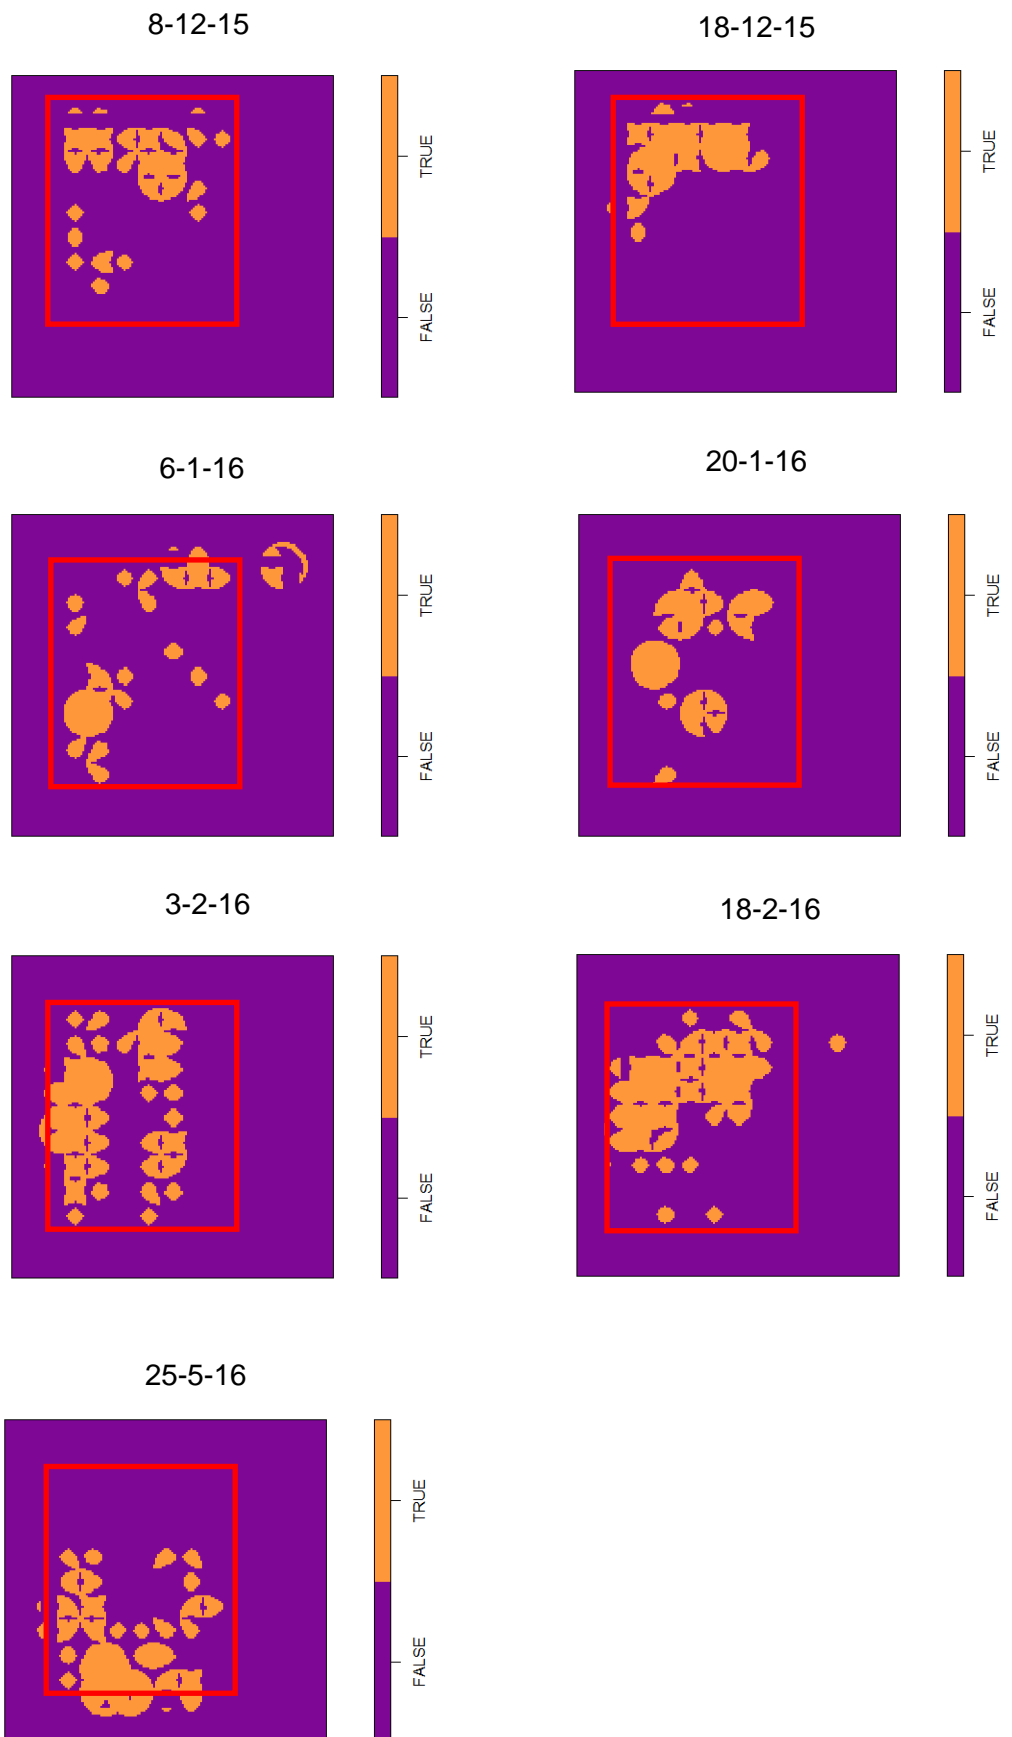 8-12-15
TRUE
FALSE
18-12-15
TRUE
FALSE
6-1-16
TRUE
FALSE
20-1-16
TRUE
FALSE
3-2-16
TRUE
FALSE
18-2-16
TRUE
FALSE
25-5-16
TRUE
FALSE